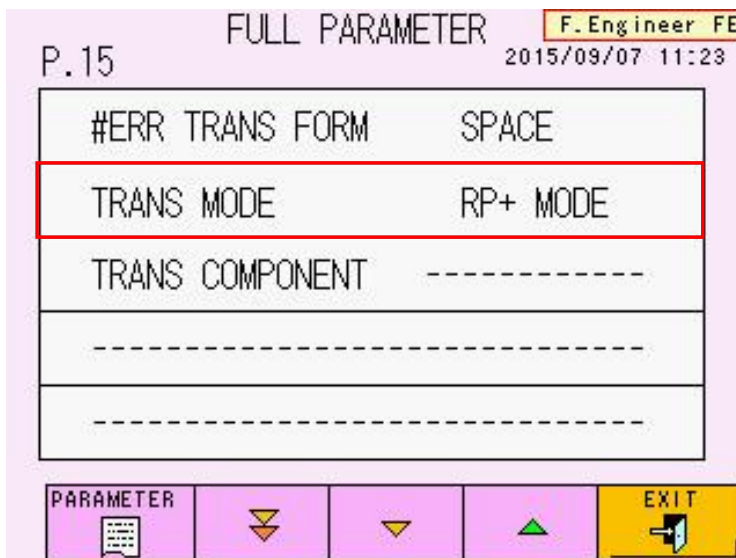 FULL PARAMETER
F.Engineer FE
P.15
2015/09/07 11:23
#ERR TRANS FORM SPACE
TRANS MODE RP+ MODE
TRANS COMPONENT ------------
-------------------------------
-------------------------------
PARAMETER
EXIT